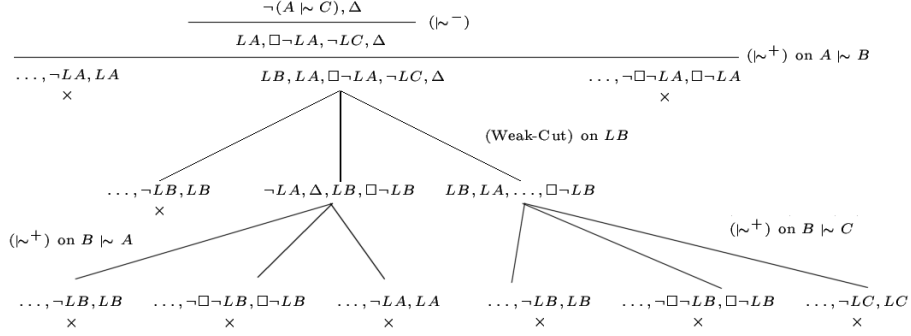 ¬(A |∼ C), Δ
(|∼⁻)
LA, □¬LA, ¬LC, Δ
(|∼⁺) on A |∼ B
..., ¬LA, LA
LB, LA, □¬LA, ¬LC, Δ
..., ¬□¬LA, □¬LA
×
×
(Weak-Cut) on LB
..., ¬LB, LB
¬LA, Δ, LB, □¬LB
LB, LA, ..., □¬LB
×
(|∼⁺) on B |∼ A
(|∼⁺) on B |∼ C
..., ¬LB, LB
..., ¬□¬LB, □¬LB
..., ¬LA, LA
..., ¬LB, LB
..., ¬□¬LB, □¬LB
..., ¬LC, LC
×
×
×
×
×
×